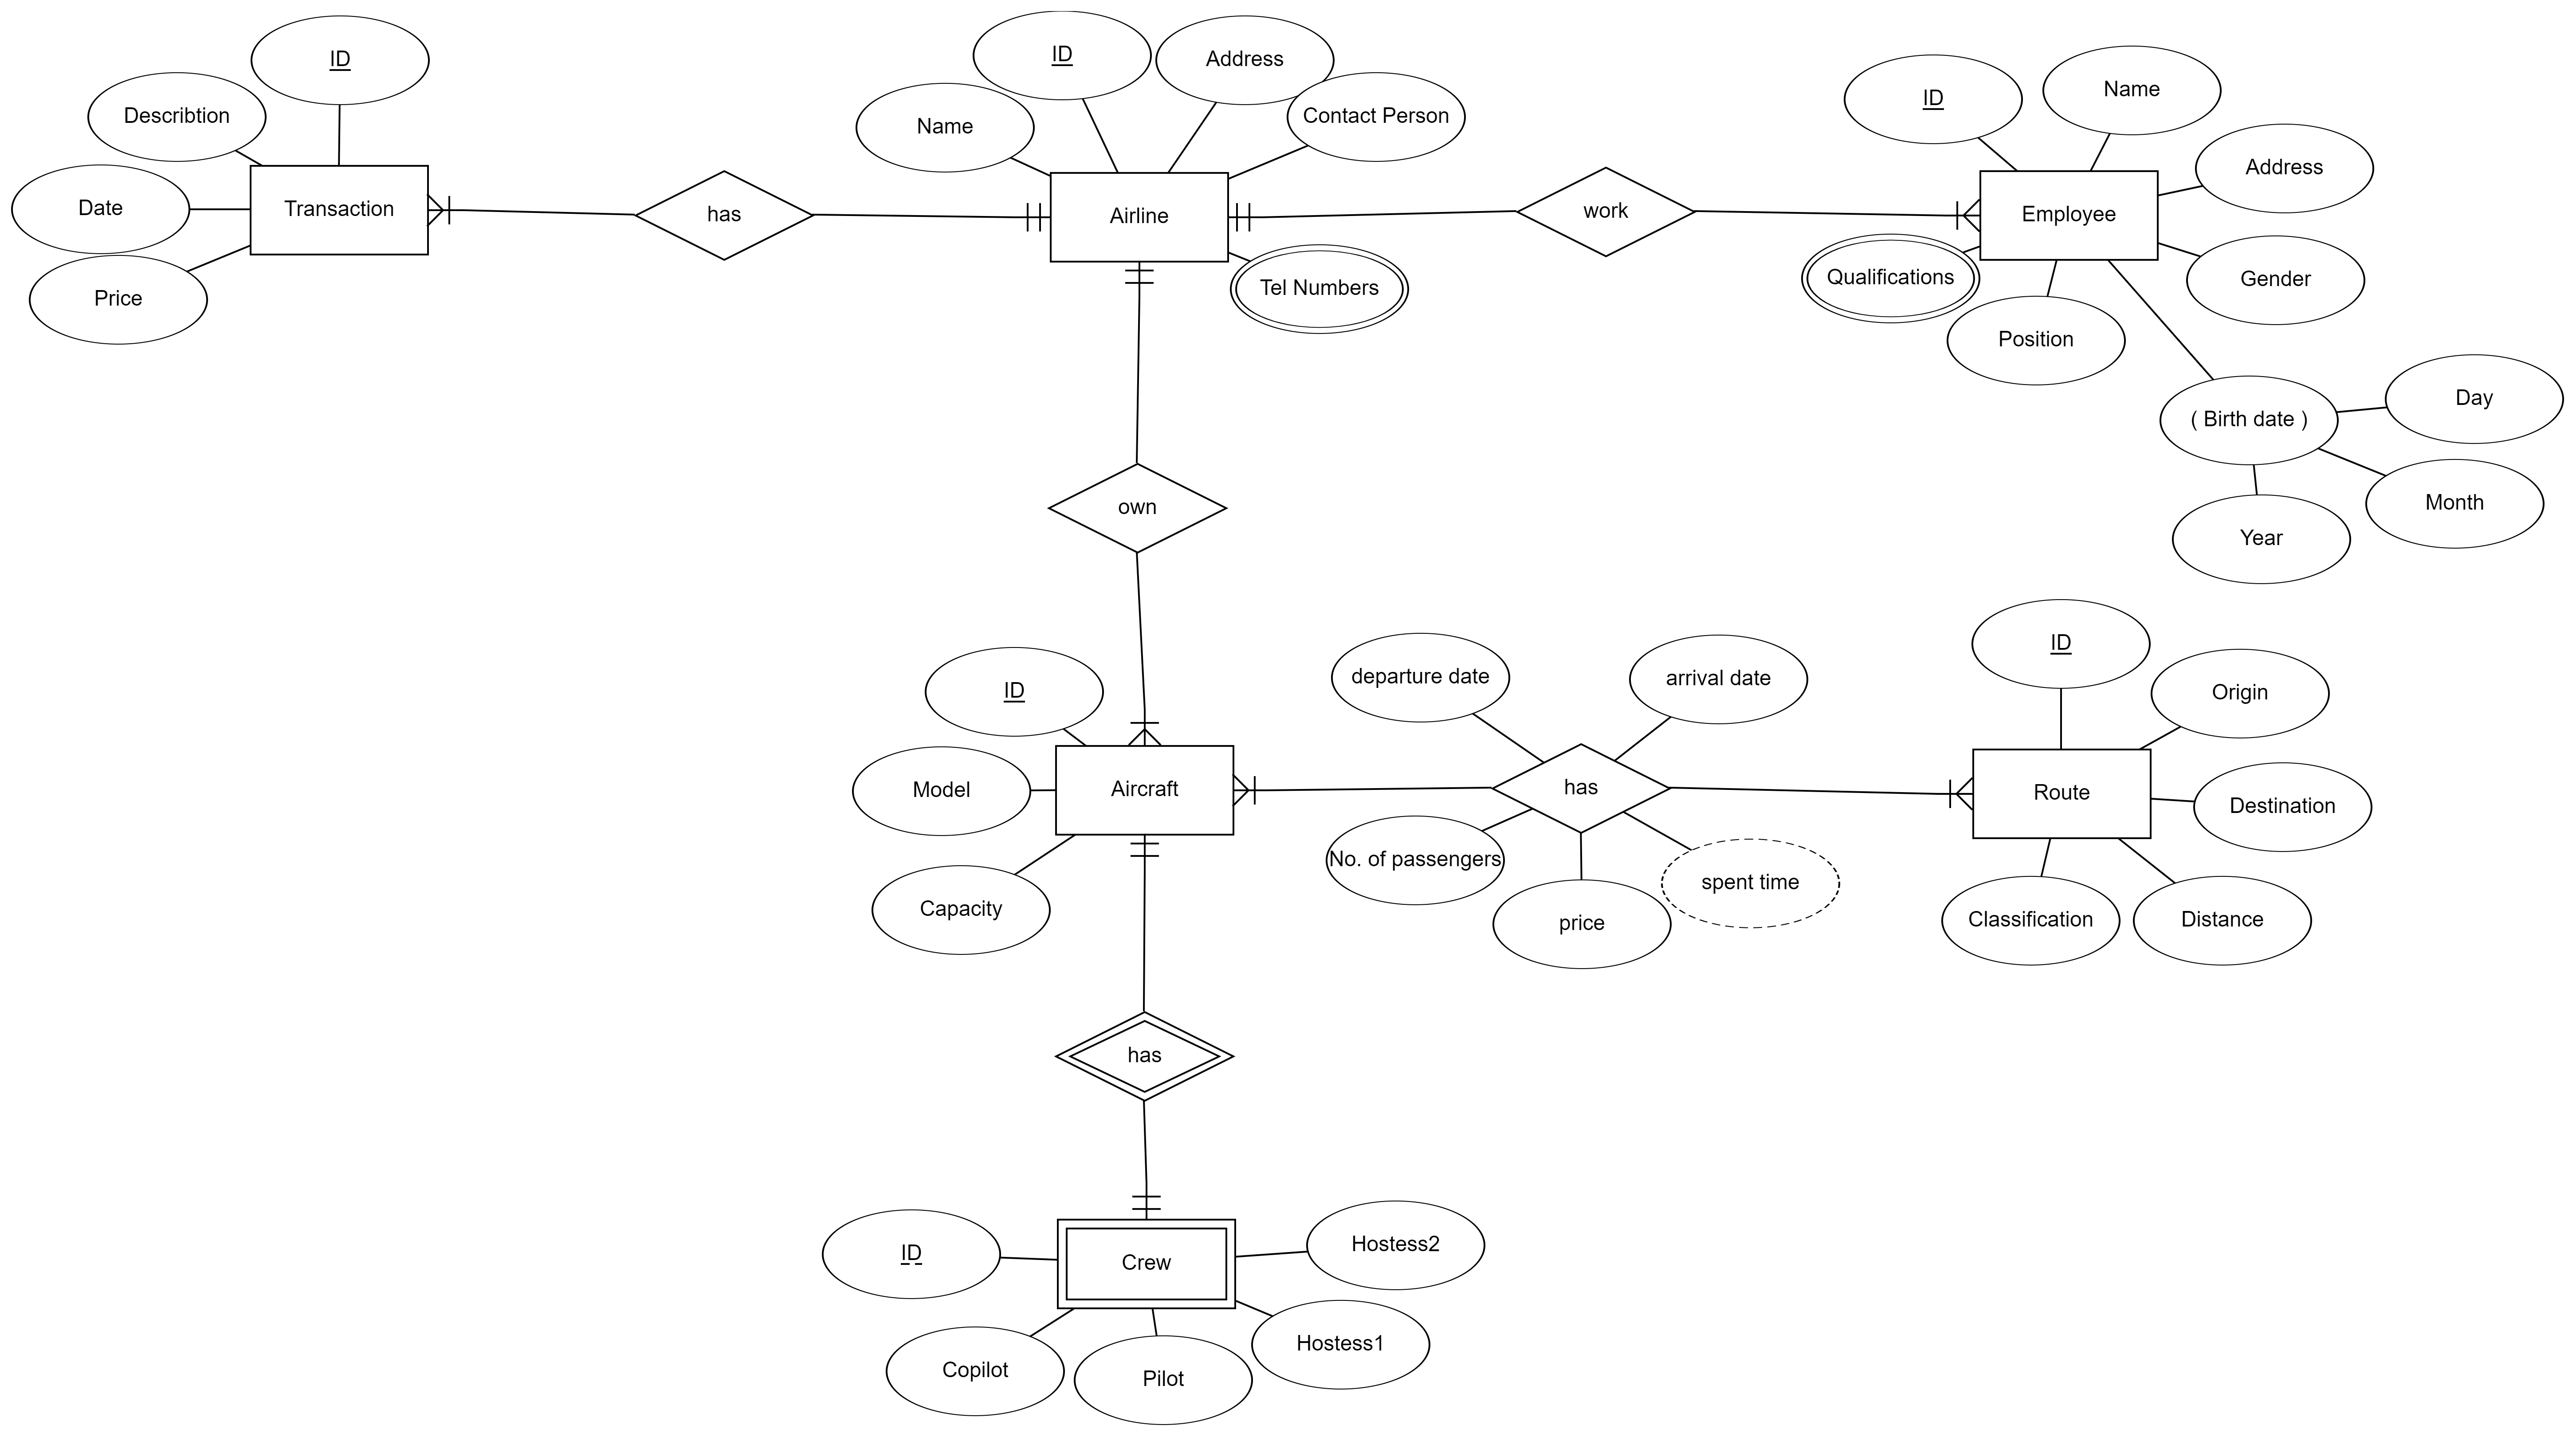 ID
Describtion
Date
Price
Transaction
has
ID
Address
Name
Contact Person
Airline
Tel Numbers
work
ID
Name
Address
Employee
Gender
Qualifications
Position
( Birth date )
Day
Month
Year
own
ID
Model
Aircraft
Capacity
departure date
arrival date
has
No. of passengers
price
spent time
ID
Origin
Route
Destination
Classification
Distance
has
ID
Crew
Hostess2
Hostess1
Copilot
Pilot